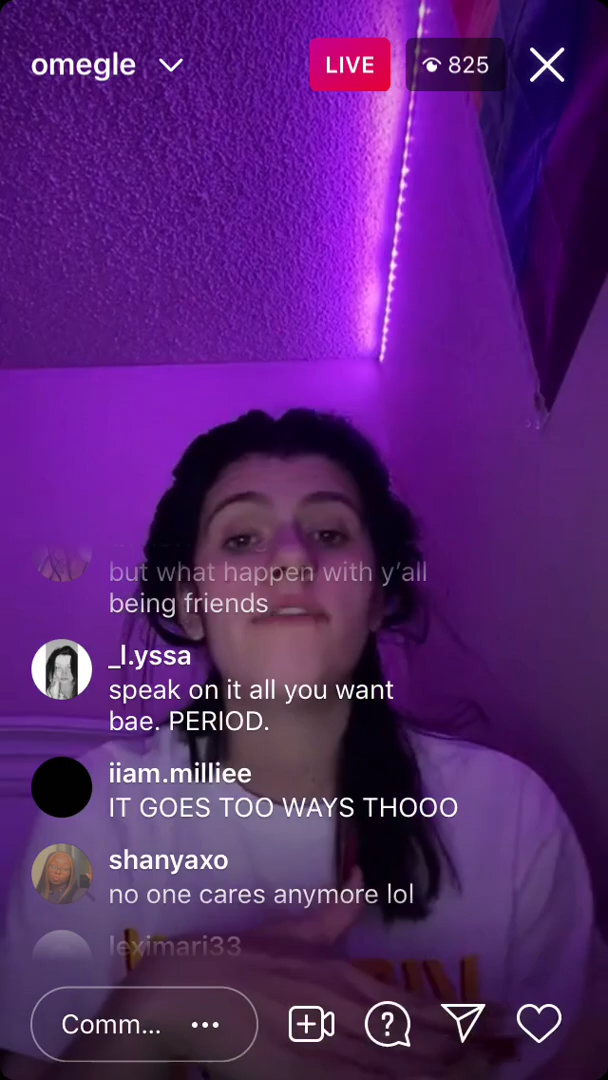 omegle
LIVE
825
but what happen with y'all
being friends
_l.yssa
speak on it all you want
bae. PERIOD.
iiam.milliee
IT GOES TOO WAYS THOOO
shanyaxo
no one cares anymore lol
leximari33
Comm...